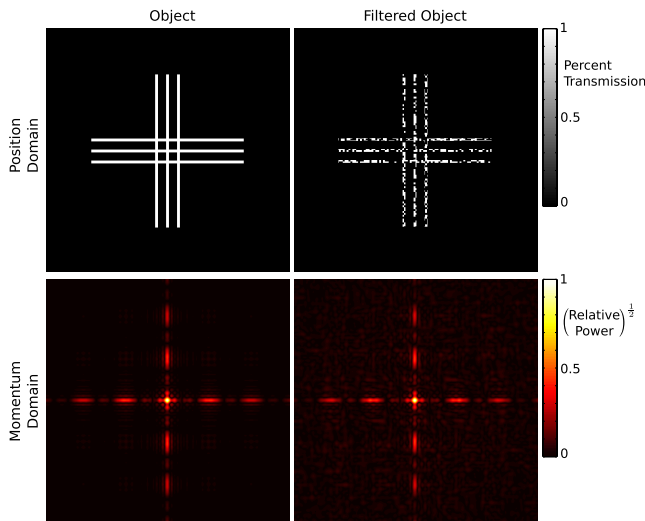 Object
Filtered Object
Position
Domain
1
Percent
Transmission
0.5
0
Momentum
Domain
1
(Relative
Power)^1/2
0.5
0